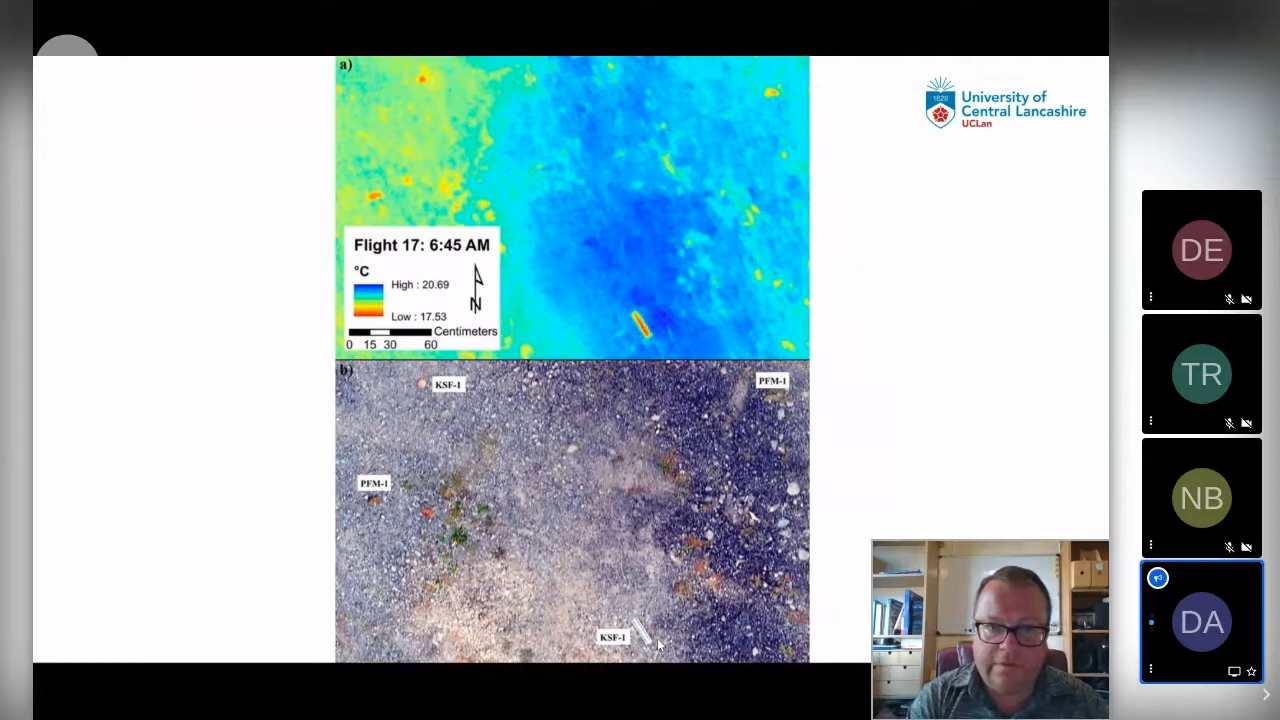 a)
1828
University of
Central Lancashire
UCLan
Flight 17: 6:45 AM
°C
High : 20.69
N
Low : 17.53
Centimeters
0 15 30 60
b)
KSF-1
PFM-1
PFM-1
KSF-1
DE
TR
NB
DA